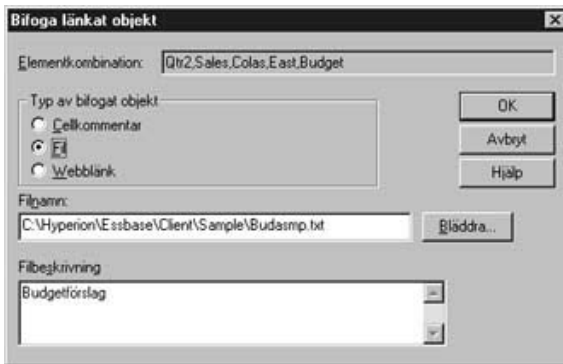 Bifoga länkat objekt
Elementkombination: Qtr2,Sales,Colas,East,Budget
Typ av bifogat objekt
Cellkommentar
Fil
Webblänk
OK
Avbryt
Hjälp
Filnamn:
C:\Hyperion\Essbase\Client\Sample\Budasmp.txt
Bläddra...
Filbeskrivning
Budgetförslag